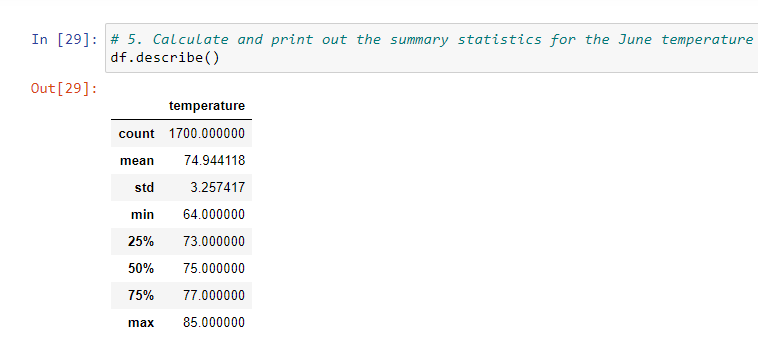 In [29]: # 5. Calculate and print out the summary statistics for the June temperature
df.describe()
Out[29]:
temperature
count 1700.000000
mean 74.944118
std 3.257417
min 64.000000
25% 73.000000
50% 75.000000
75% 77.000000
max 85.000000